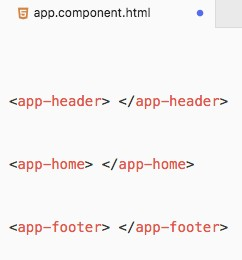 app.component.html
<app-header> </app-header>
<app-home> </app-home>
<app-footer> </app-footer>